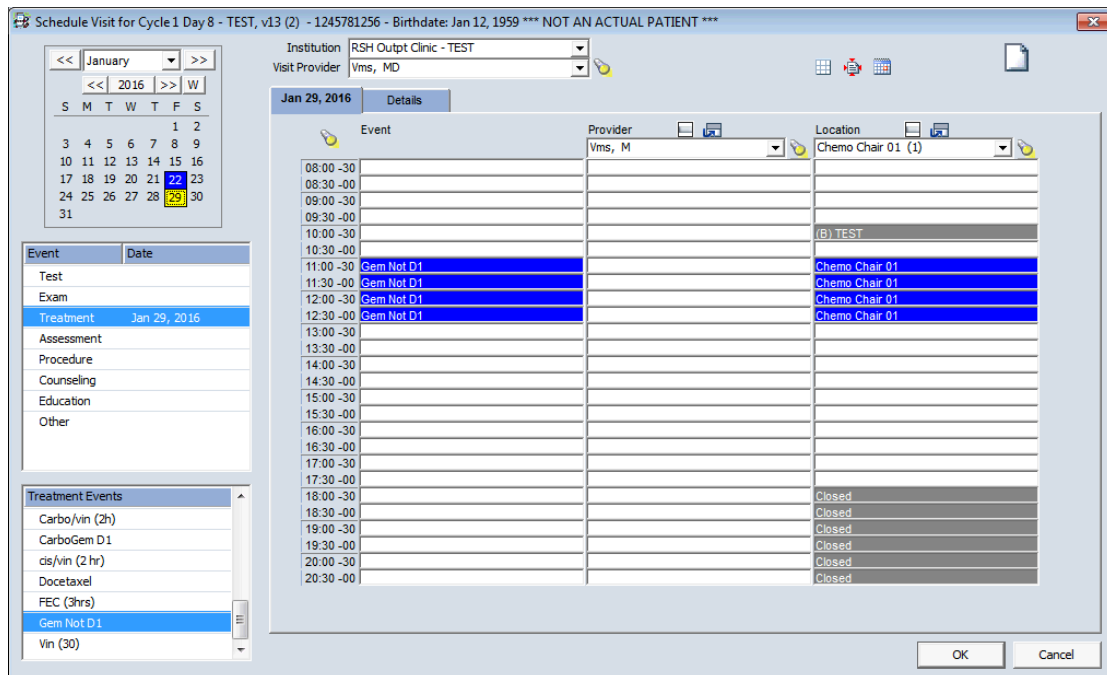 Schedule Visit for Cycle 1 Day 8 - TEST, v13 (2) - 1245781256 - Birthdate: Jan 12, 1959 *** NOT AN ACTUAL PATIENT ***
<< January >>
<< 2016 >> W
S M T W T F S
1 2
3 4 5 6 7 8 9
10 11 12 13 14 15 16
17 18 19 20 21 22 23
24 25 26 27 28 29 30
31
Institution RSH Outpt Clinic - TEST
Visit Provider Vms, MD
Event Date
Test
Exam
Treatment Jan 29, 2016
Assessment
Procedure
Counseling
Education
Other
Treatment Events
Carbo/vin (2h)
CarboGem D1
cis/vin (2 hr)
Docetaxel
FEC (3hrs)
Gem Not D1
Vin (30)
Jan 29, 2016 Details
Event Provider Location
Vms, M Chemo Chair 01 (1)
08:00 -30
08:30 -00
09:00 -30
09:30 -00
10:00 -30 (B) TEST
10:30 -00
11:00 -30 Gem Not D1 Chemo Chair 01
11:30 -00 Gem Not D1 Chemo Chair 01
12:00 -30 Gem Not D1 Chemo Chair 01
12:30 -00 Gem Not D1 Chemo Chair 01
13:00 -30
13:30 -00
14:00 -30
14:30 -00
15:00 -30
15:30 -00
16:00 -30
16:30 -00
17:00 -30
17:30 -00
18:00 -30 Closed
18:30 -00 Closed
19:00 -30 Closed
19:30 -00 Closed
20:00 -30 Closed
20:30 -00 Closed
OK Cancel